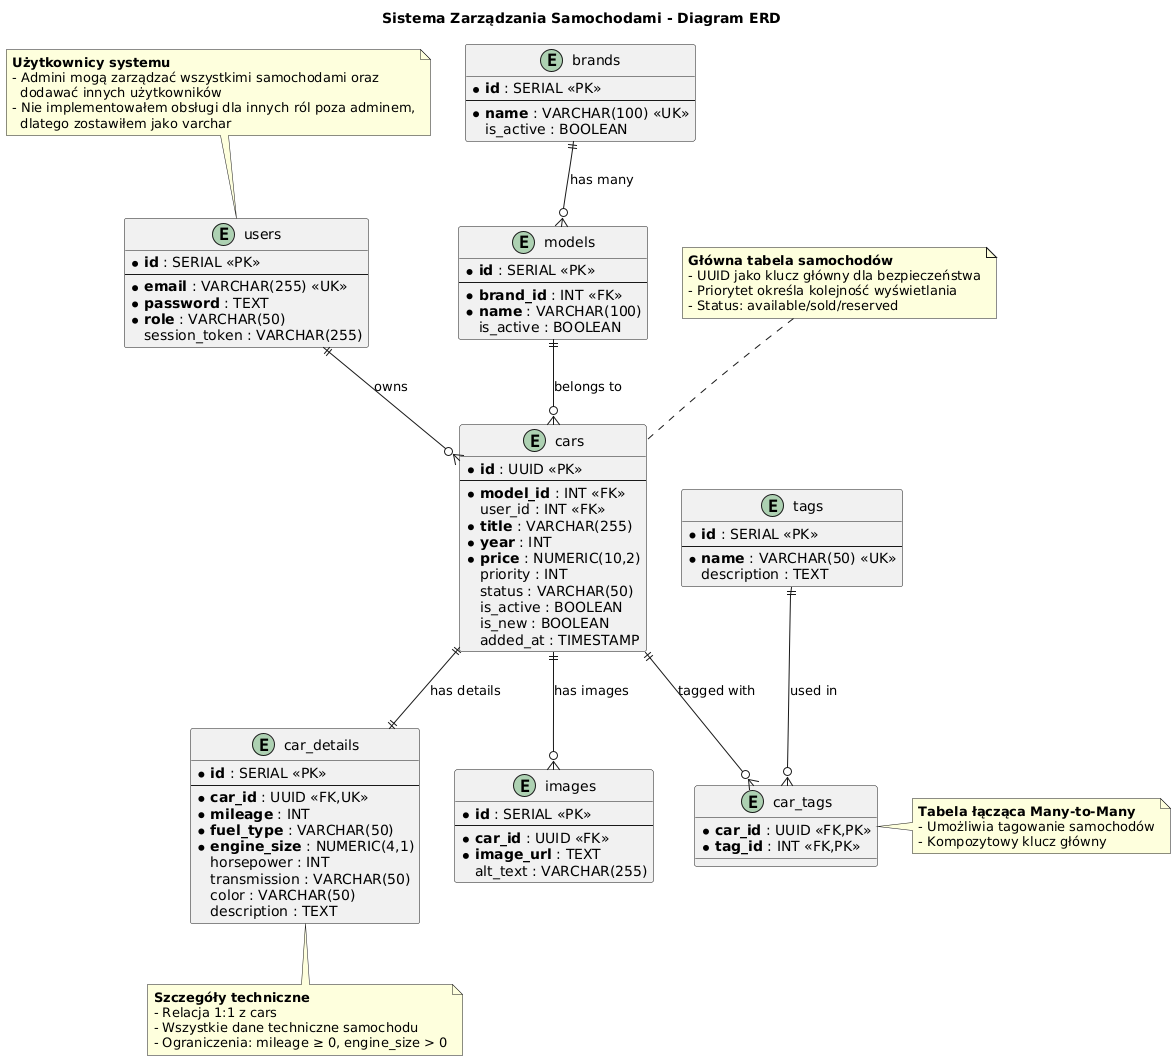 Sistema Zarządzania Samochodami - Diagram ERD
Użytkownicy systemu
- Admini mogą zarządzać wszystkimi samochodami oraz
dodawać innych użytkowników
- Nie implementowałem obsługi dla innych ról poza adminem,
dlatego zostawiłem jako varchar
E brands
id : SERIAL «PK»
name : VARCHAR(100) «UK»
is_active : BOOLEAN
has many
E users
id : SERIAL «PK»
email : VARCHAR(255) «UK»
password : TEXT
role : VARCHAR(50)
session_token : VARCHAR(255)
E models
id : SERIAL «PK»
brand_id : INT «FK»
name : VARCHAR(100)
is_active : BOOLEAN
Główna tabela samochodów
- UUID jako klucz główny dla bezpieczeństwa
- Priorytet określa kolejność wyświetlania
- Status: available/sold/reserved
owns
belongs to
E cars
id : UUID «PK»
model_id : INT «FK»
user_id : INT «FK»
title : VARCHAR(255)
year : INT
price : NUMERIC(10,2)
priority : INT
status : VARCHAR(50)
is_active : BOOLEAN
is_new : BOOLEAN
added_at : TIMESTAMP
E tags
id : SERIAL «PK»
name : VARCHAR(50) «UK»
description : TEXT
has details
has images
tagged with
used in
E car_details
id : SERIAL «PK»
car_id : UUID «FK,UK»
mileage : INT
fuel_type : VARCHAR(50)
engine_size : NUMERIC(4,1)
horsepower : INT
transmission : VARCHAR(50)
color : VARCHAR(50)
description : TEXT
E images
id : SERIAL «PK»
car_id : UUID «FK»
image_url : TEXT
alt_text : VARCHAR(255)
E car_tags
car_id : UUID «FK,PK»
tag_id : INT «FK,PK»
Tabela łącząca Many-to-Many
- Umożliwia tagowanie samochodów
- Kompozytowy klucz główny
Szczegóły techniczne
- Relacja 1:1 z cars
- Wszystkie dane techniczne samochodu
- Ograniczenia: mileage ≥ 0, engine_size > 0